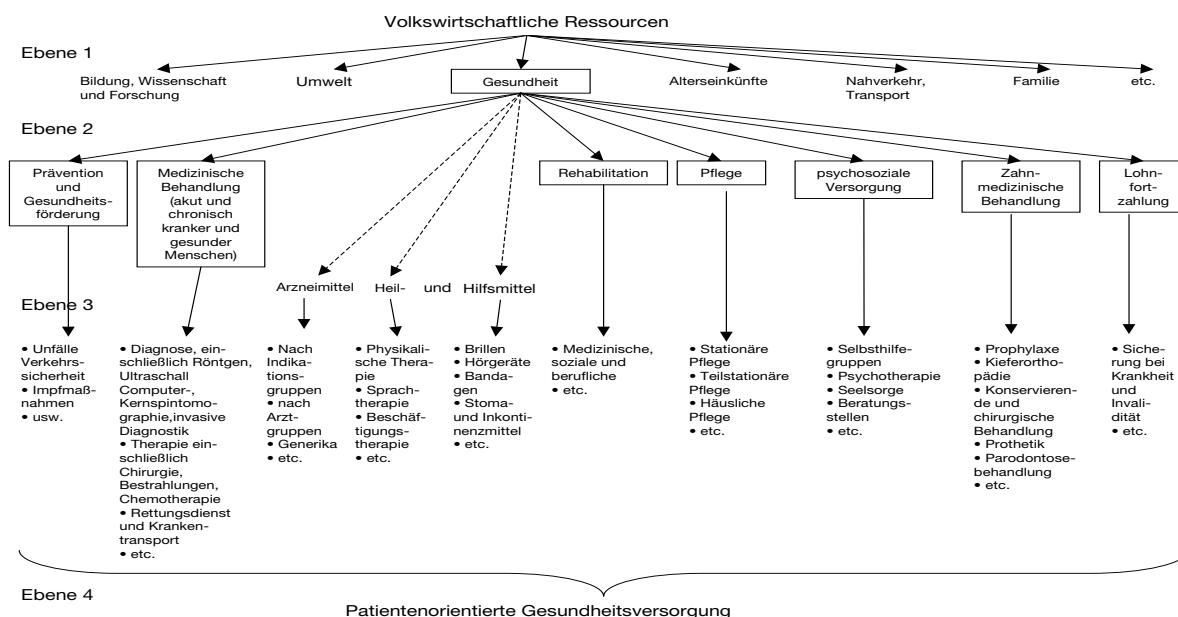 Volkswirtschaftliche Ressourcen
Ebene 1
Bildung, Wissenschaft
und Forschung
Umwelt
Gesundheit
Alterseinkünfte
Nahverkehr,
Transport
Familie
etc.
Ebene 2
Prävention
und
Gesundheits-
förderung
Medizinische
Behandlung
(akut und
chronisch
kranker und
gesunder
Menschen)
Rehabilitation
Pflege
psychosoziale
Versorgung
Zahn-
medizinische
Behandlung
Lohn-
fort-
zahlung
Arzneimittel
Heil- und Hilfsmittel
Ebene 3
• Unfälle
Verkehrs-
sicherheit
• Impfmaß-
nahmen
• usw.
• Diagnose, ein-
schließlich Röntgen,
Ultraschall
Computer-,
Kernspintomo-
graphie,invasive
Diagnostik
• Therapie ein-
schließlich
Chirurgie,
Bestrahlungen,
Chemotherapie
• Rettungsdienst
und Kranken-
transport
• etc.
• Nach
Indika-
tions-
gruppen
• nach
Arzt-
gruppen
• Generika
• etc.
• Physikali-
sche Thera-
pie
• Sprach-
therapie
• Beschäf-
tigungs-
therapie
• etc.
• Brillen
• Hörgeräte
• Banda-
gen
• Stoma-
und Inkonti-
nenzmittel
• etc.
• Medizinische,
soziale und
berufliche
• etc.
• Stationäre
Pflege
• Teilstationäre
Pflege
• Häusliche
Pflege
• etc.
• Selbsthilfe-
gruppen
• Psychotherapie
• Seelsorge
• Beratungs-
stellen
• etc.
• Prophylaxe
• Kieferortho-
pädie
• Konservieren-
de und
chirurgische
Behandlung
• Prothetik
• Parodontose-
behandlung
• etc.
• Siche-
rung bei
Krankheit
und
Invali-
dität
• etc.
Ebene 4
Patientenorientierte Gesundheitsversorgung